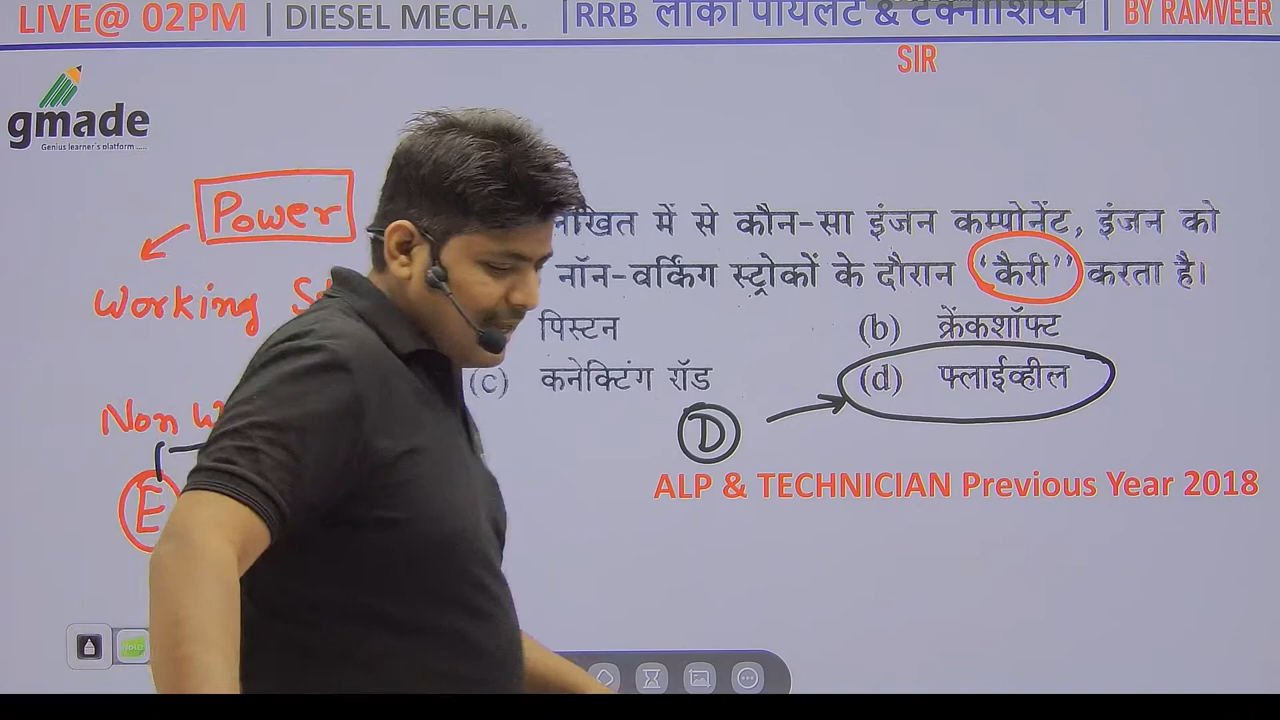 LIVE@ 02PM | DIESEL MECHA. |RRB लोको पायलट & टेक्नीशियन | BY RAMVEER
SIR
gmade
Genius learner's platform .....
Power
में से कौन-सा इंजन कम्पोनेंट, इंजन को
नॉन-वर्किंग स्ट्रोकों के दौरान “कैरी” करता है।
Working
पिस्टन (b) क्रेंकशॉफ्ट
(c) कनेक्टिंग रॉड (d) फ्लाईव्हील
Non
D
E
ALP & TECHNICIAN Previous Year 2018